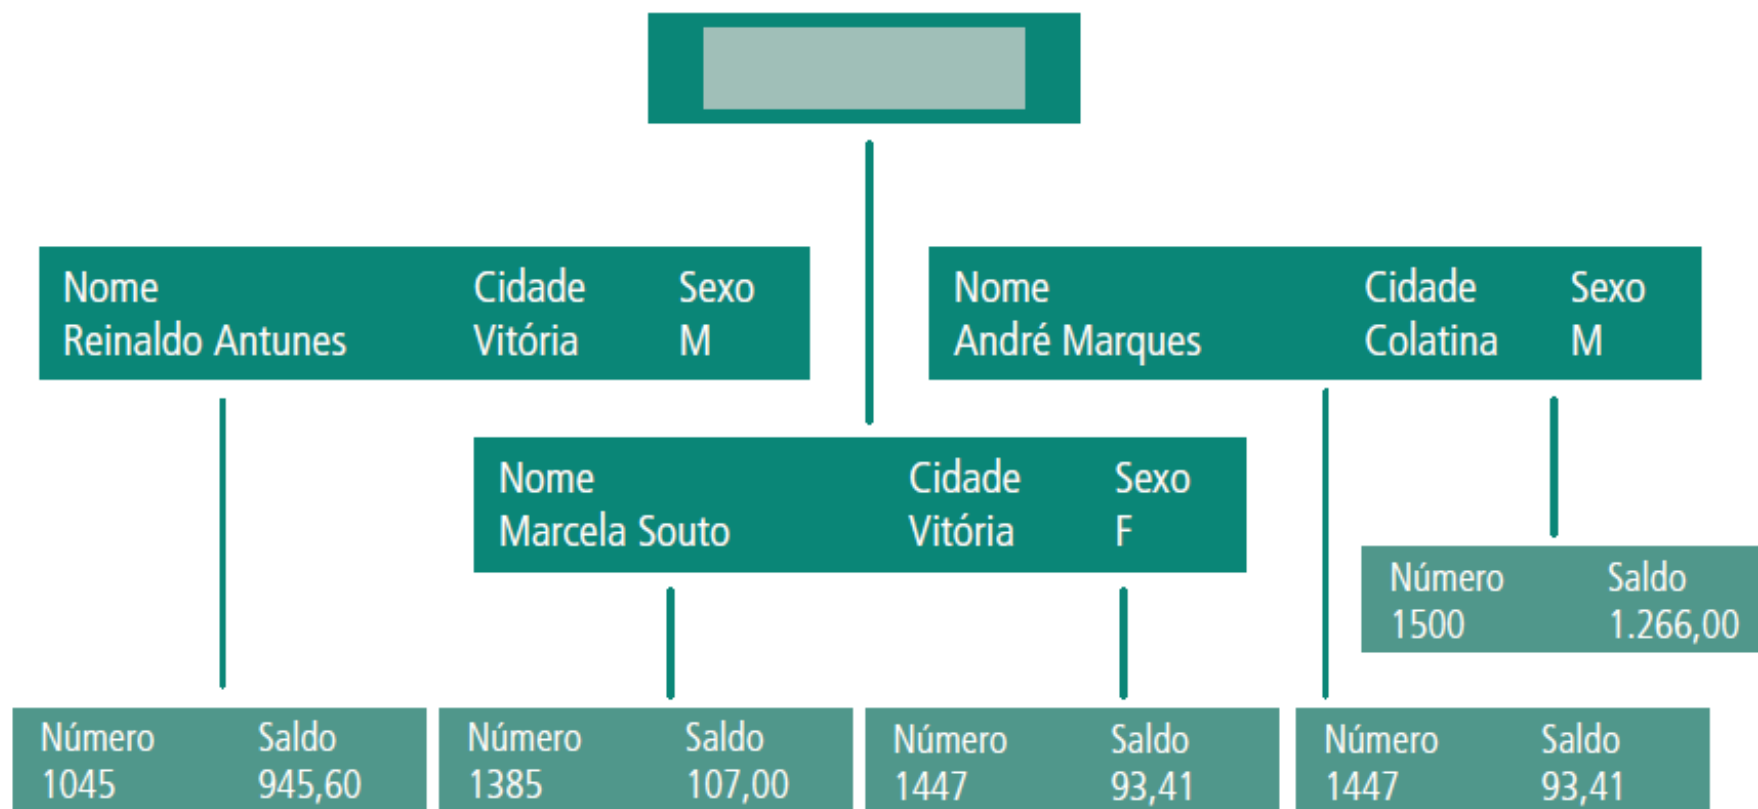 Nome Cidade Sexo
Reinaldo Antunes Vitória M
Nome Cidade Sexo
André Marques Colatina M
Nome Cidade Sexo
Marcela Souto Vitória F
Número Saldo
1500 1.266,00
Número Saldo
1045 945,60
Número Saldo
1385 107,00
Número Saldo
1447 93,41
Número Saldo
1447 93,41